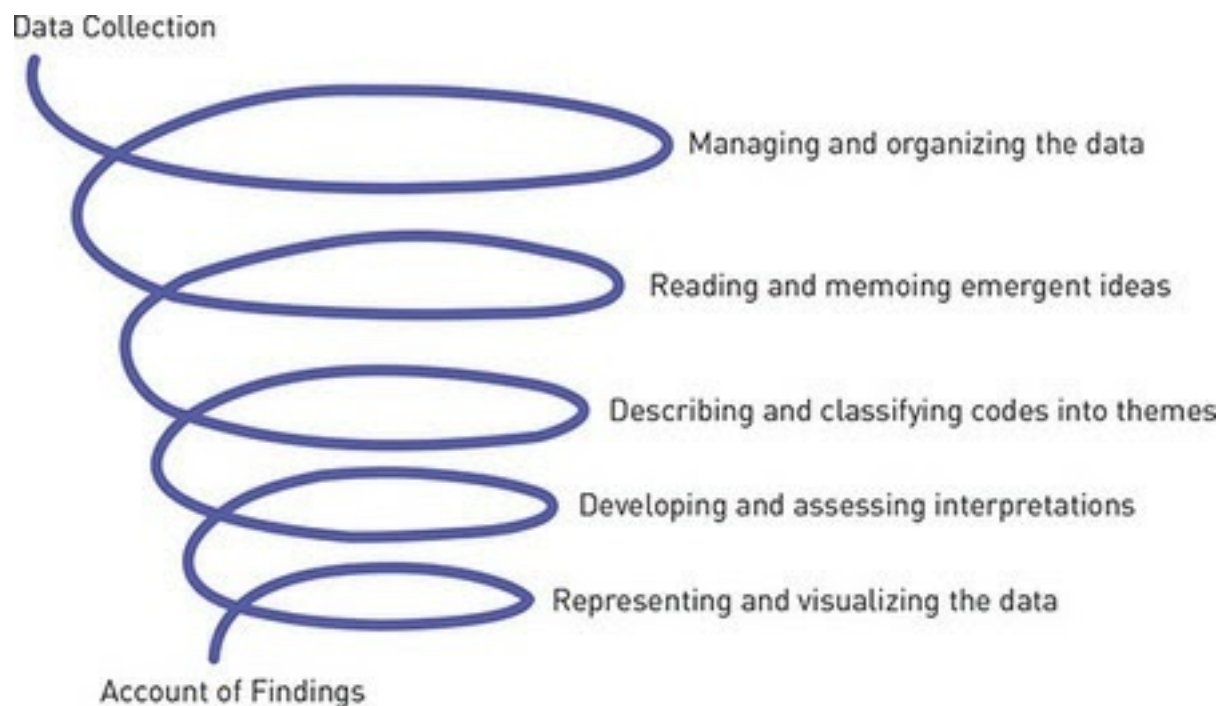 Data Collection
Managing and organizing the data
Reading and memoing emergent ideas
Describing and classifying codes into themes
Developing and assessing interpretations
Representing and visualizing the data
Account of Findings